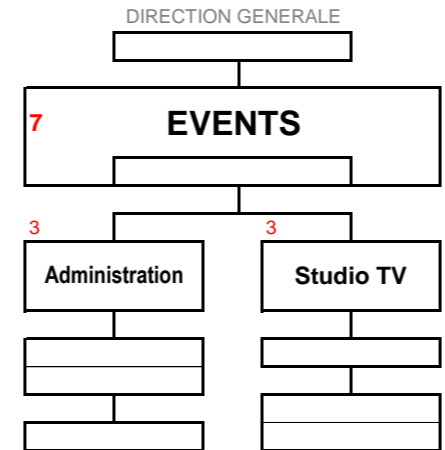 DIRECTION GENERALE
7 EVENTS
3 3
Administration Studio TV